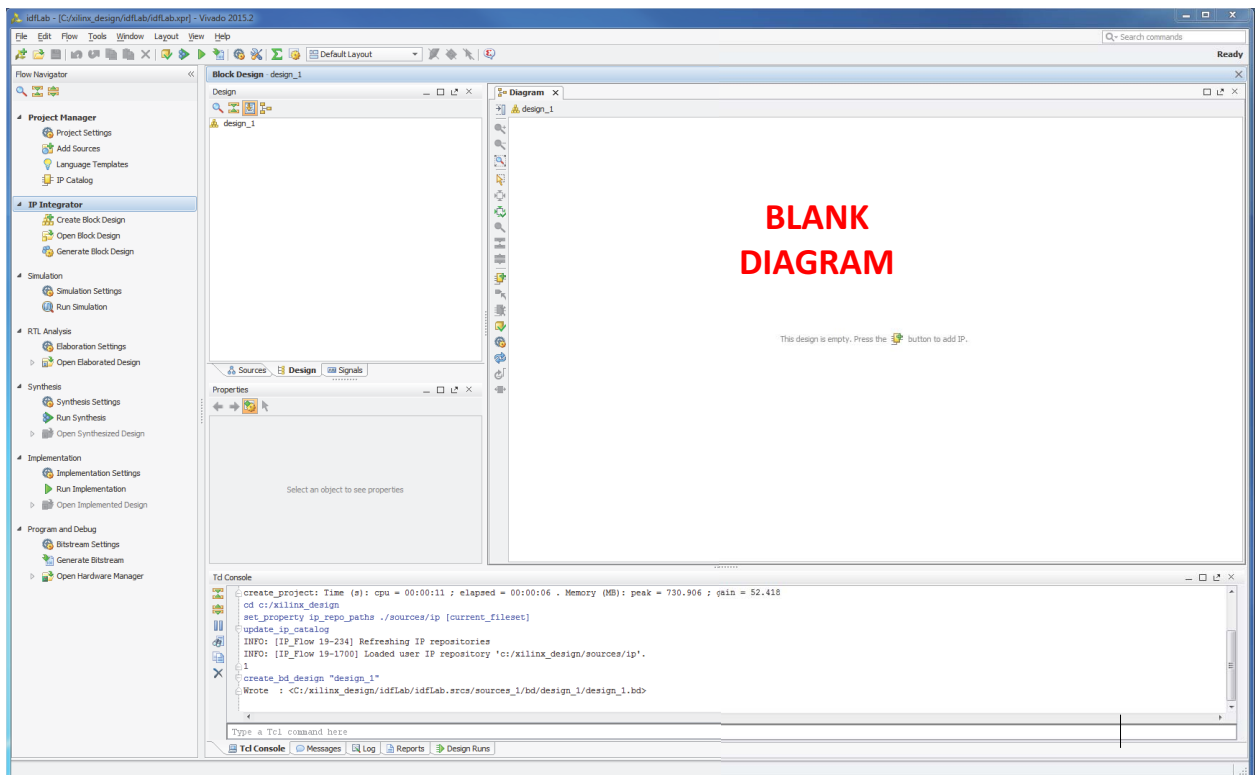 idfLab - [C:/xilinx_design/idfLab/idfLab.xpr] - Vivado 2015.2
File Edit Flow Tools Window Layout View Help
Search commands
Default Layout
Ready
Flow Navigator
Project Manager
Project Settings
Add Sources
Language Templates
IP Catalog
IP Integrator
Create Block Design
Open Block Design
Generate Block Design
Simulation
Simulation Settings
Run Simulation
RTL Analysis
Elaboration Settings
Open Elaborated Design
Synthesis
Synthesis Settings
Run Synthesis
Open Synthesized Design
Implementation
Implementation Settings
Run Implementation
Open Implemented Design
Program and Debug
Bitstream Settings
Generate Bitstream
Open Hardware Manager
Block Design - design_1
Design
design_1
Sources Design Signals
Properties
Select an object to see properties
Diagram
design_1
BLANK
DIAGRAM
This design is empty. Press the button to add IP.
Tcl Console
create_project: Time (s): cpu = 00:00:11 ; elapsed = 00:00:06 . Memory (MB): peak = 730.906 ; gain = 52.418
cd c:/xilinx_design
set_property ip_repo_paths ./sources/ip [current_fileset]
update_ip_catalog
INFO: [IP_Flow 19-234] Refreshing IP repositories
INFO: [IP_Flow 19-1700] Loaded user IP repository 'c:/xilinx_design/sources/ip'.
1
create_bd_design "design_1"
Wrote : <C:/xilinx_design/idfLab/idfLab.srcs/sources_1/bd/design_1/design_1.bd>
Type a Tcl command here
Tcl Console Messages Log Reports Design Runs